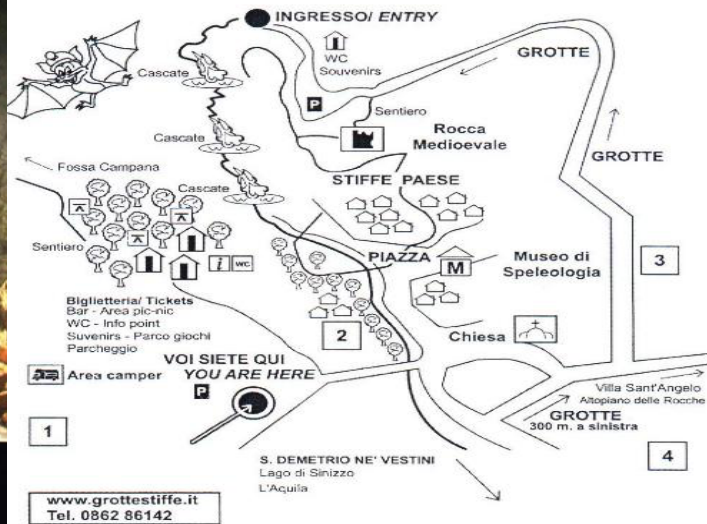 INGRESSO/ ENTRY
WC
Souvenirs
GROTTE
Cascate
P
Sentiero
Rocca
Medioevale
Cascate
GROTTE
Fossa Campana
STIFFE PAESE
Cascate
Sentiero
i WC
PIAZZA
M
Museo di
Speleologia
3
Biglietteria/ Tickets
Bar - Area pic-nic
WC - Info point
Suvenirs - Parco giochi
Parcheggio
2
Chiesa
VOI SIETE QUI
YOU ARE HERE
Area camper
P
Villa Sant'Angelo
Altopiano delle Rocche
GROTTE
300 m. a sinistra
1
4
S. DEMETRIO NE' VESTINI
Lago di Sinizzo
L'Aquila
www.grottestiffe.it
Tel. 0862 86142